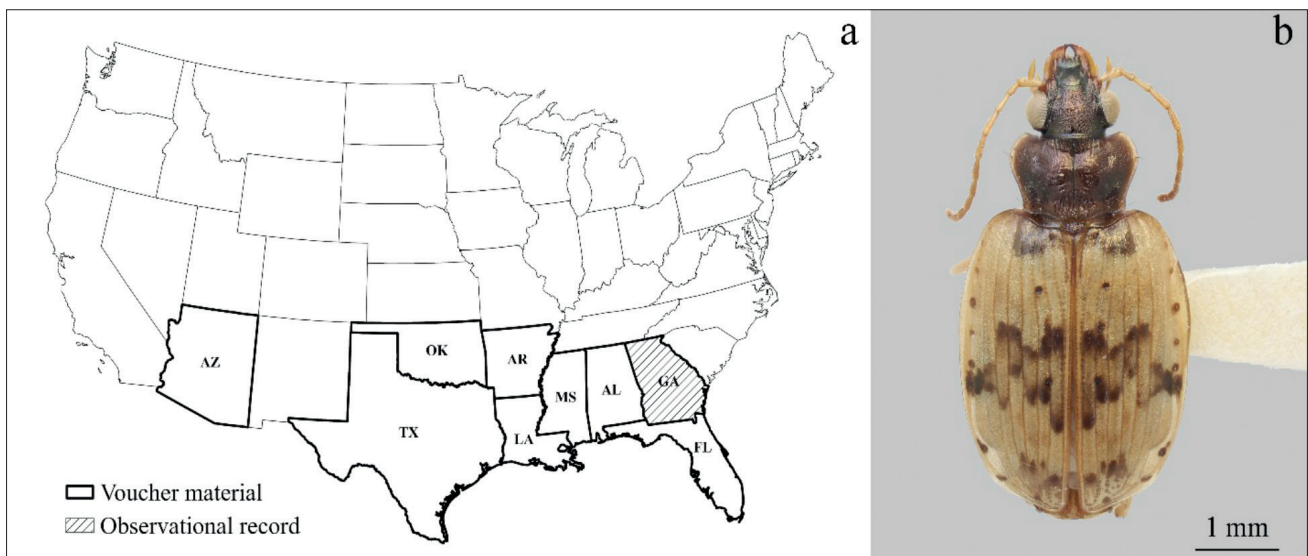 a
b
AZ
OK
AR
TX
LA
MS
AL
GA
FL
Voucher material
Observational record
1 mm